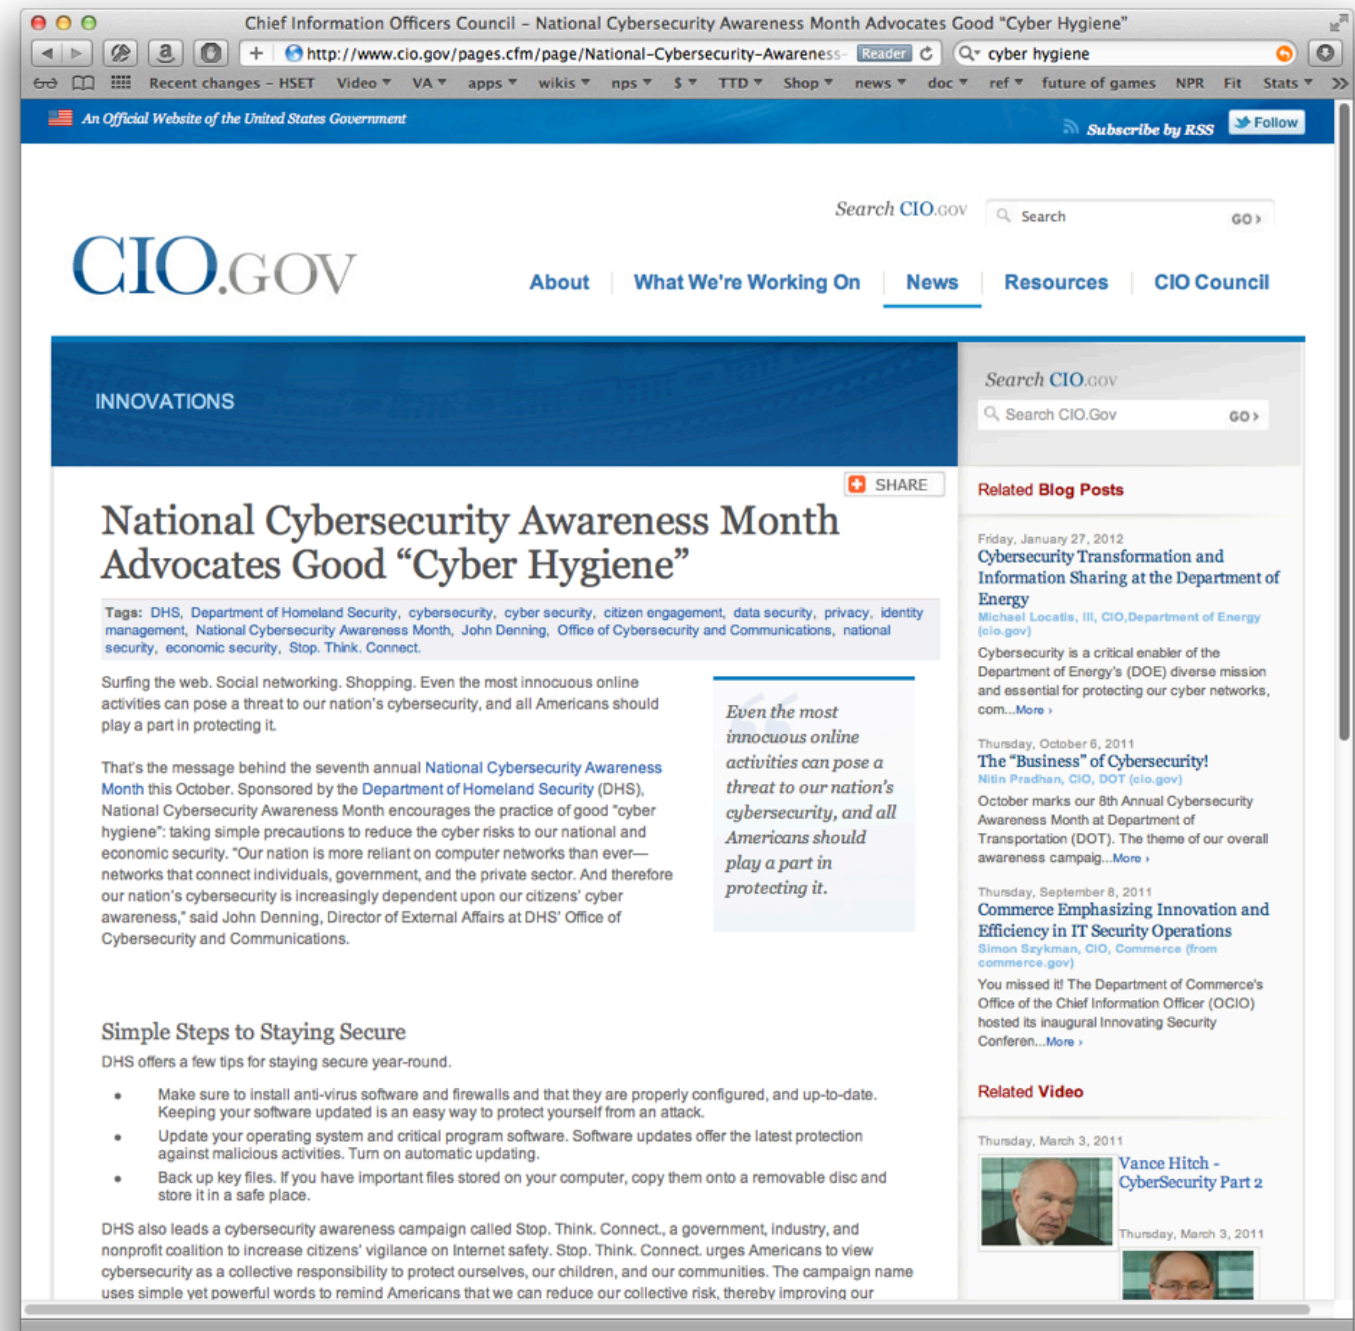 Chief Information Officers Council – National Cybersecurity Awareness Month Advocates Good "Cyber Hygiene"
http://www.cio.gov/pages.cfm/page/National-Cybersecurity-Awareness- Reader
cyber hygiene
Recent changes – HSET Video VA apps wikis nps $ TTD Shop news doc ref future of games NPR Fit Stats
An Official Website of the United States Government
Subscribe by RSS
Follow
Search CIO.GOV
Search
GO ›
CIO.GOV
About
What We're Working On
News
Resources
CIO Council
INNOVATIONS
Search CIO.GOV
Search CIO.Gov
GO ›
SHARE
National Cybersecurity Awareness Month
Advocates Good “Cyber Hygiene”
Tags: DHS, Department of Homeland Security, cybersecurity, cyber security, citizen engagement, data security, privacy, identity
management, National Cybersecurity Awareness Month, John Denning, Office of Cybersecurity and Communications, national
security, economic security, Stop. Think. Connect.
Surfing the web. Social networking. Shopping. Even the most innocuous online
activities can pose a threat to our nation's cybersecurity, and all Americans should
play a part in protecting it.
That's the message behind the seventh annual National Cybersecurity Awareness
Month this October. Sponsored by the Department of Homeland Security (DHS),
National Cybersecurity Awareness Month encourages the practice of good “cyber
hygiene”: taking simple precautions to reduce the cyber risks to our national and
economic security. “Our nation is more reliant on computer networks than ever—
networks that connect individuals, government, and the private sector. And therefore
our nation's cybersecurity is increasingly dependent upon our citizens' cyber
awareness,” said John Denning, Director of External Affairs at DHS' Office of
Cybersecurity and Communications.
Even the most
innocuous online
activities can pose a
threat to our nation's
cybersecurity, and all
Americans should
play a part in
protecting it.
Simple Steps to Staying Secure
DHS offers a few tips for staying secure year-round.
• Make sure to install anti-virus software and firewalls and that they are properly configured, and up-to-date.
Keeping your software updated is an easy way to protect yourself from an attack.
• Update your operating system and critical program software. Software updates offer the latest protection
against malicious activities. Turn on automatic updating.
• Back up key files. If you have important files stored on your computer, copy them onto a removable disc and
store it in a safe place.
DHS also leads a cybersecurity awareness campaign called Stop. Think. Connect., a government, industry, and
nonprofit coalition to increase citizens' vigilance on Internet safety. Stop. Think. Connect. urges Americans to view
cybersecurity as a collective responsibility to protect ourselves, our children, and our communities. The campaign name
uses simple yet powerful words to remind Americans that we can reduce our collective risk, thereby improving our
Related Blog Posts
Friday, January 27, 2012
Cybersecurity Transformation and
Information Sharing at the Department of
Energy
Michael Locatis, III, CIO,Department of Energy
(cio.gov)
Cybersecurity is a critical enabler of the
Department of Energy's (DOE) diverse mission
and essential for protecting our cyber networks,
com...More ›
Thursday, October 6, 2011
The “Business” of Cybersecurity!
Nitin Pradhan, CIO, DOT (cio.gov)
October marks our 8th Annual Cybersecurity
Awareness Month at Department of
Transportation (DOT). The theme of our overall
awareness campaig...More ›
Thursday, September 8, 2011
Commerce Emphasizing Innovation and
Efficiency in IT Security Operations
Simon Szykman, CIO, Commerce (from
commerce.gov)
You missed it! The Department of Commerce's
Office of the Chief Information Officer (OCIO)
hosted its inaugural Innovating Security
Conferen...More ›
Related Video
Thursday, March 3, 2011
Vance Hitch -
CyberSecurity Part 2
Thursday, March 3, 2011